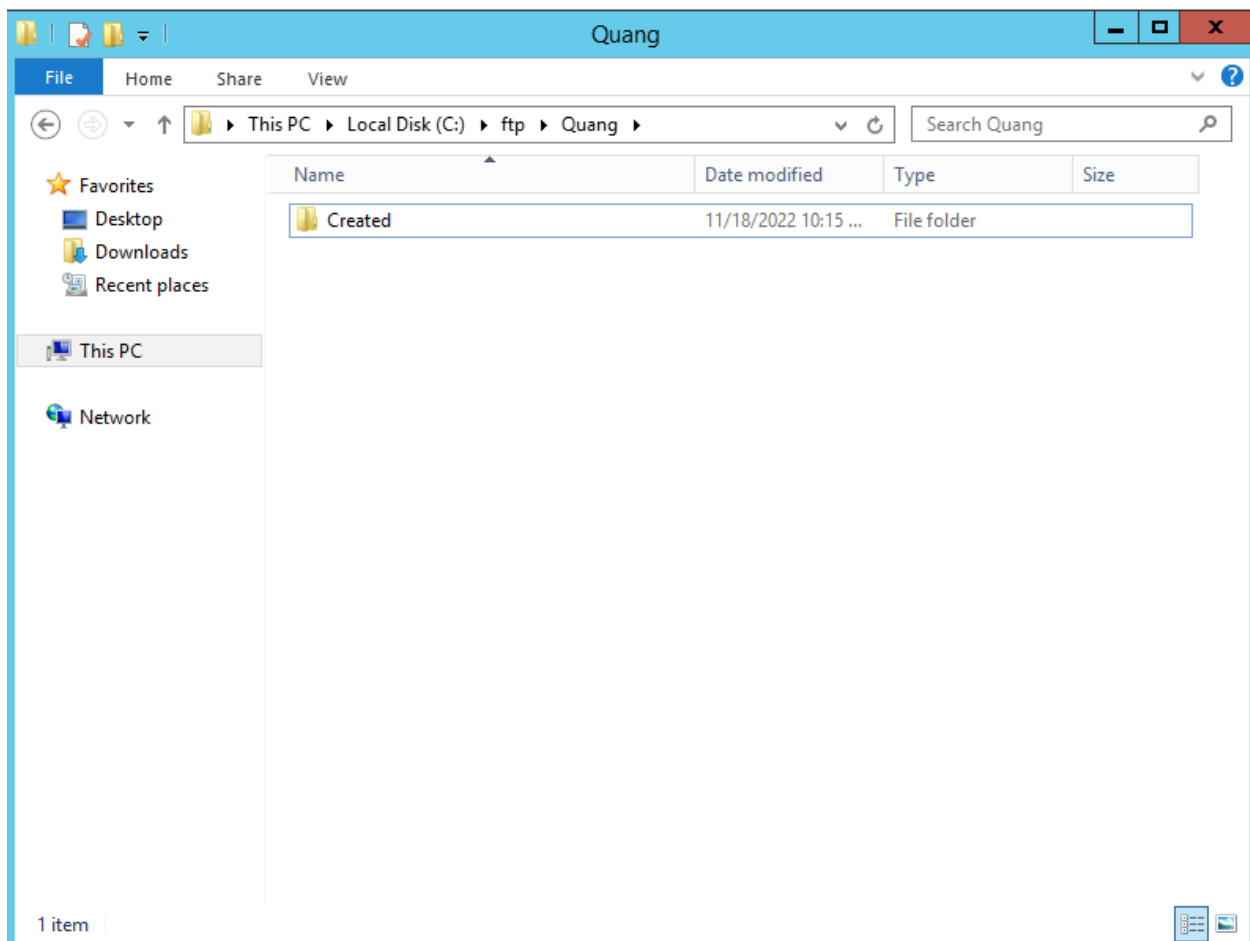 Quang
File Home Share View
This PC Local Disk (C:) ftp Quang Search Quang
Name Date modified Type Size
Favorites
Created 11/18/2022 10:15 ... File folder
Desktop
Downloads
Recent places
This PC
Network
1 item